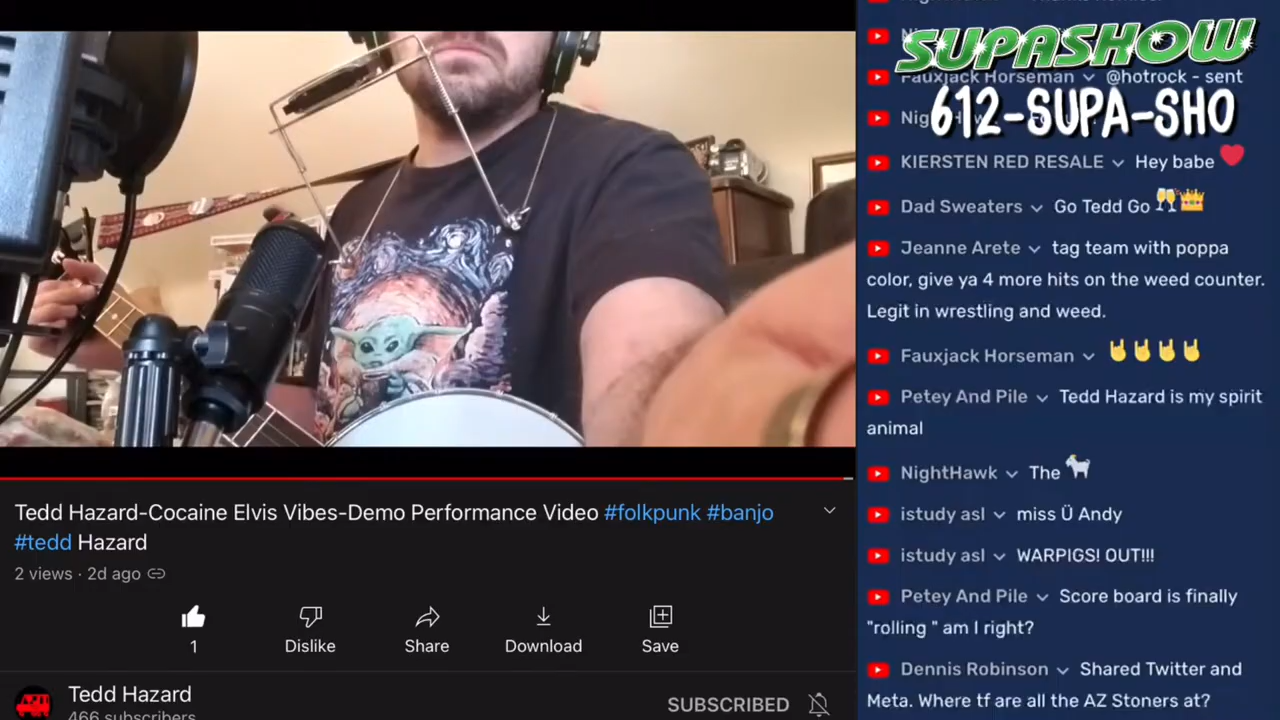 SUPASHOW
Fauxjack Horseman @hotrock - sent
612-SUPA-SHO
KIERSTEN RED RESALE Hey babe ❤️
Dad Sweaters Go Tedd Go 🥂👑
Jeanne Arete tag team with poppa
color, give ya 4 more hits on the weed counter.
Legit in wrestling and weed.
Fauxjack Horseman 🤘🤘🤘🤘
Petey And Pile Tedd Hazard is my spirit
animal
NightHawk The 🐐
istudy asl miss Ü Andy
istudy asl WARPIGS! OUT!!!
Petey And Pile Score board is finally
"rolling " am I right?
Dennis Robinson Shared Twitter and
Meta. Where tf are all the AZ Stoners at?
Tedd Hazard-Cocaine Elvis Vibes-Demo Performance Video #folkpunk #banjo
#tedd Hazard
2 views · 2d ago
1
Dislike
Share
Download
Save
Tedd Hazard
466 subscribers
SUBSCRIBED